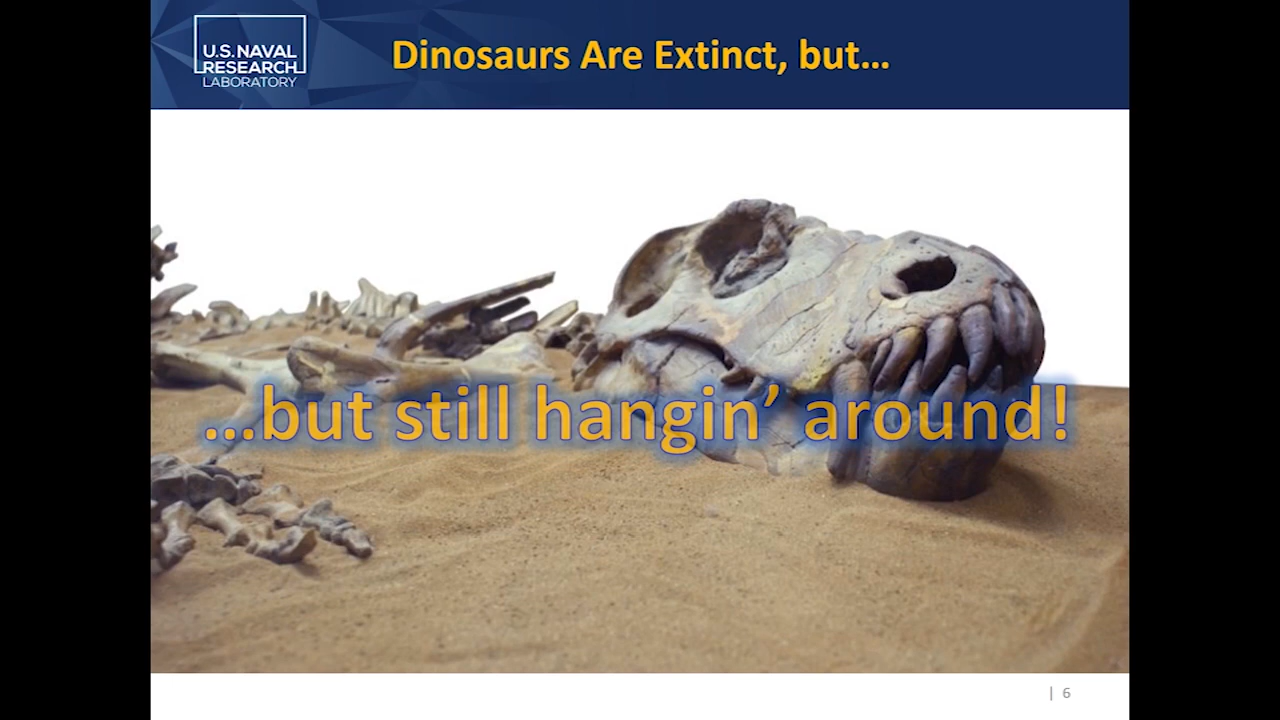 U.S. NAVAL
RESEARCH
LABORATORY
Dinosaurs Are Extinct, but...
...but still hangin’ around!
| 6